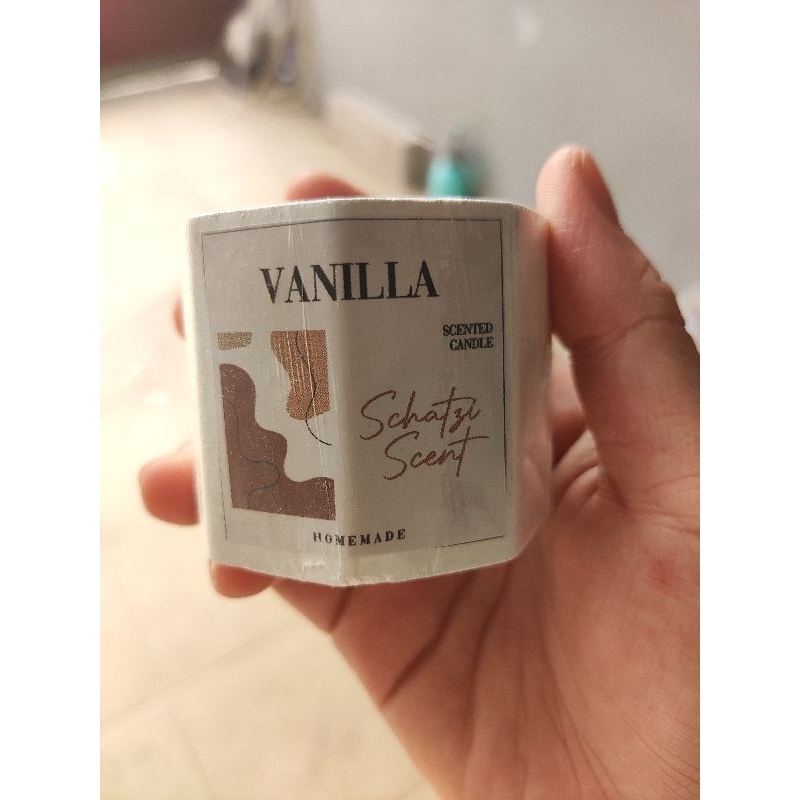 VANILLA
SCENTED
CANDLE
Schatzi
Scent
HOMEMADE